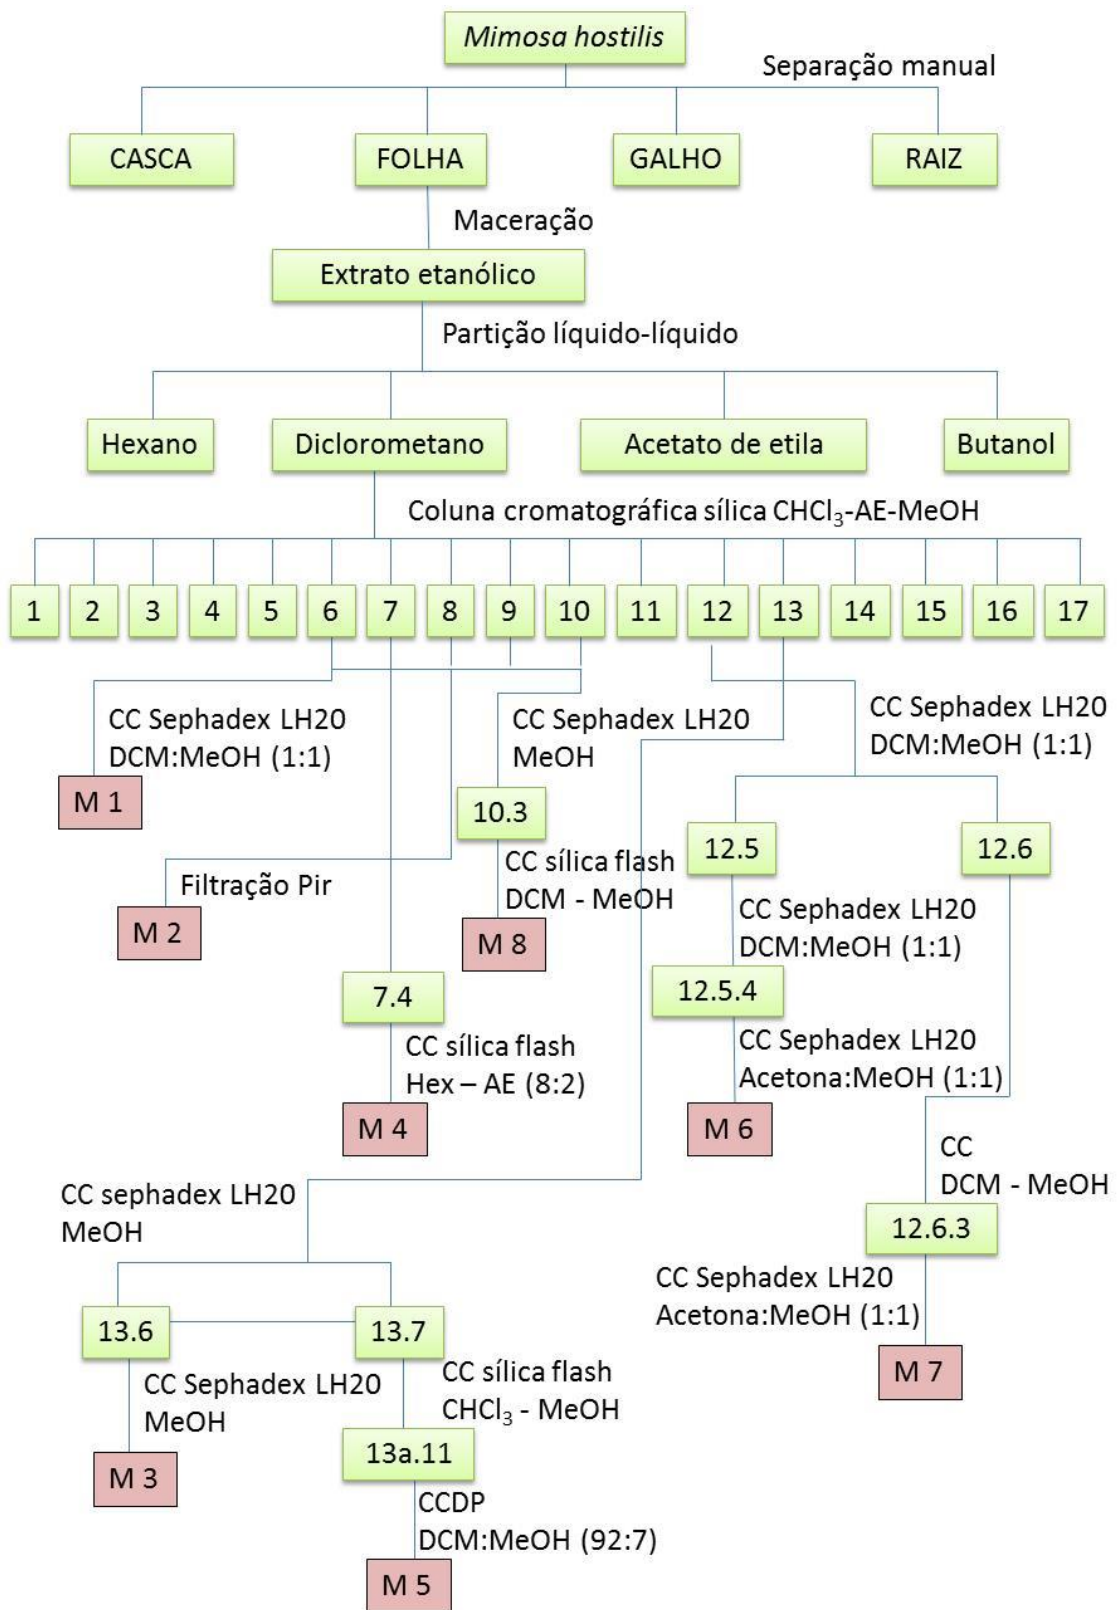 Mimosa hostilis
Separação manual
CASCA
FOLHA
GALHO
RAIZ
Maceração
Extrato etanólico
Partição líquido-líquido
Hexano
Diclorometano
Acetato de etila
Butanol
Coluna cromatográfica sílica CHCl₃-AE-MeOH
1
2
3
4
5
6
7
8
9
10
11
12
13
14
15
16
17
CC Sephadex LH20
DCM:MeOH (1:1)
M 1
CC Sephadex LH20
MeOH
CC Sephadex LH20
DCM:MeOH (1:1)
10.3
12.5
12.6
Filtração Pir
M 2
CC sílica flash
DCM - MeOH
M 8
CC Sephadex LH20
DCM:MeOH (1:1)
7.4
12.5.4
CC sílica flash
Hex – AE (8:2)
M 4
CC Sephadex LH20
Acetona:MeOH (1:1)
M 6
CC
DCM - MeOH
CC sephadex LH20
MeOH
12.6.3
CC Sephadex LH20
Acetona:MeOH (1:1)
M 7
13.6
13.7
CC Sephadex LH20
MeOH
M 3
CC sílica flash
CHCl₃ - MeOH
13a.11
CCDP
DCM:MeOH (92:7)
M 5